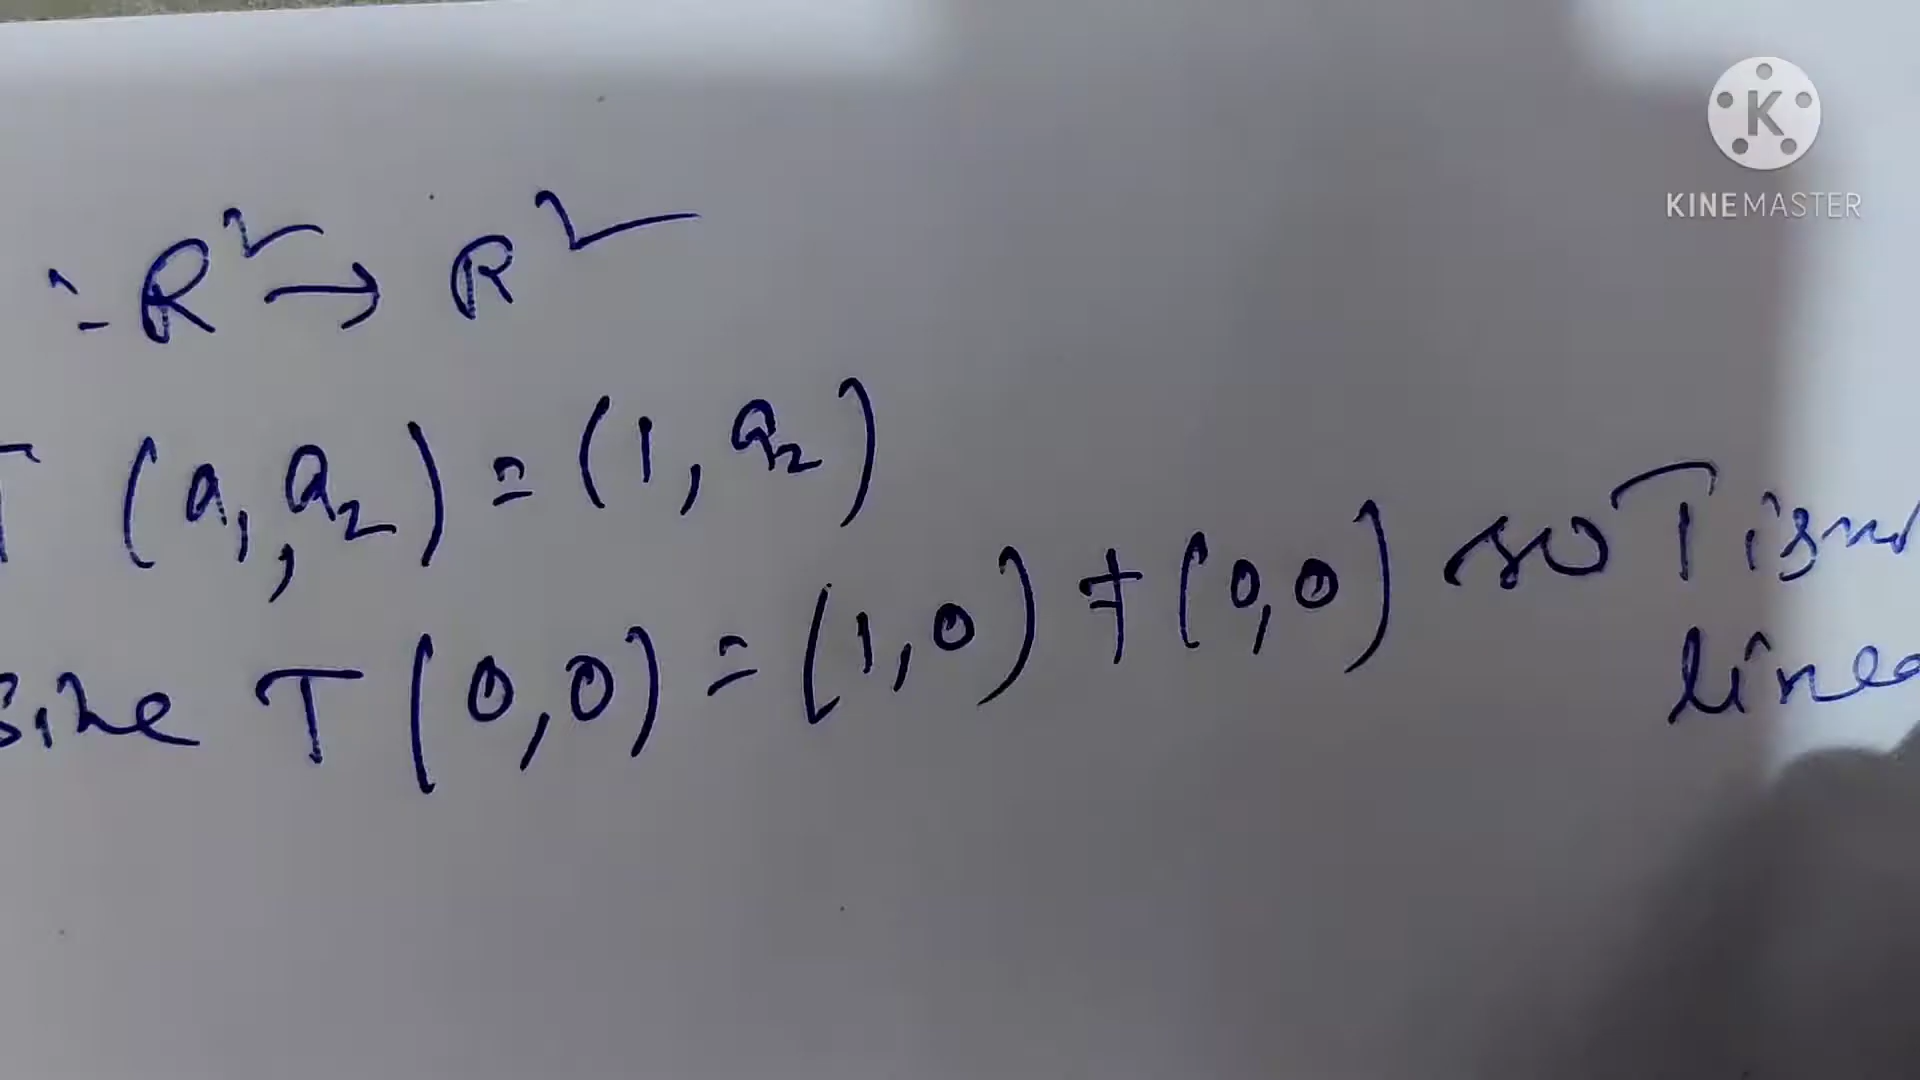 K
KINEMASTER
:- R² → R²
T (a₁, a₂) = (1, a₂)
T (0,0) = (1,0) ≠ (0,0) so T is